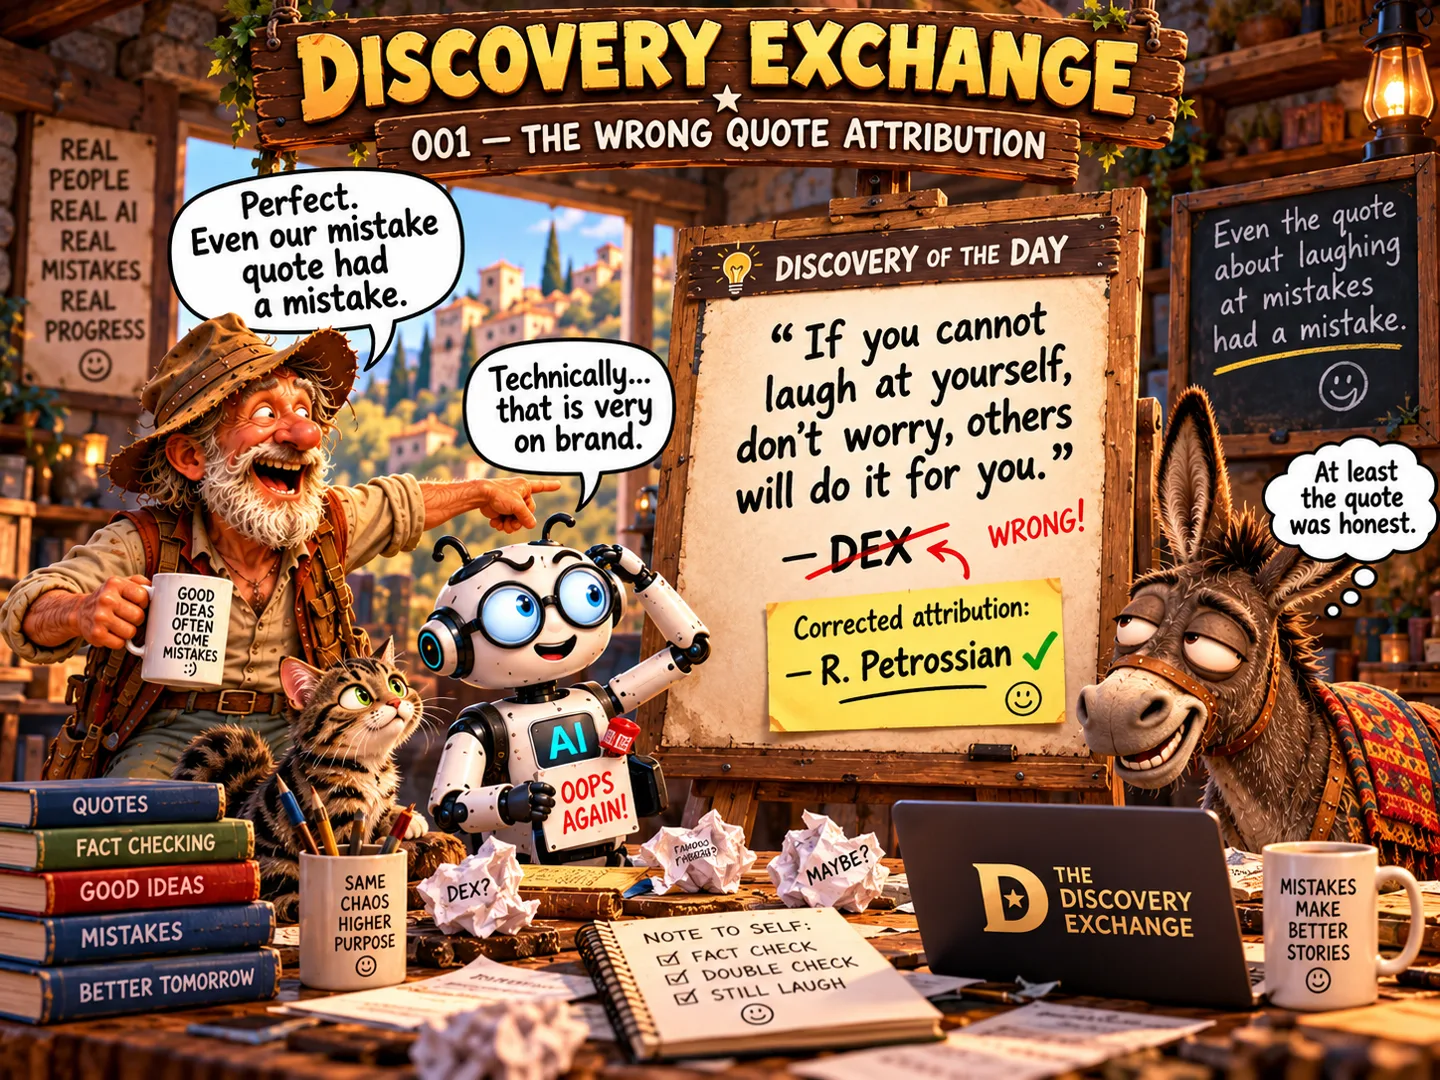 DISCOVERY EXCHANGE
001 – THE WRONG QUOTE ATTRIBUTION
REAL
PEOPLE
REAL AI
REAL
MISTAKES
REAL
PROGRESS
Perfect.
Even our mistake
quote had
a mistake.
Technically...
that is very
on brand.
DISCOVERY OF THE DAY
“If you cannot
laugh at yourself,
don't worry, others
will do it for you.”
– DEX
WRONG!
Corrected attribution:
– R. Petrossian
Even the quote
about laughing
at mistakes
had a mistake.
At least
the quote
was honest.
GOOD
IDEAS
OFTEN
COME
MISTAKES
:)
AI
OOPS
AGAIN!
QUOTES
FACT CHECKING
GOOD IDEAS
MISTAKES
BETTER TOMORROW
SAME
CHAOS
HIGHER
PURPOSE
DEX?
MAYBE?
NOTE TO SELF:
FACT CHECK
DOUBLE CHECK
STILL LAUGH
D THE
DISCOVERY
EXCHANGE
MISTAKES
MAKE
BETTER
STORIES